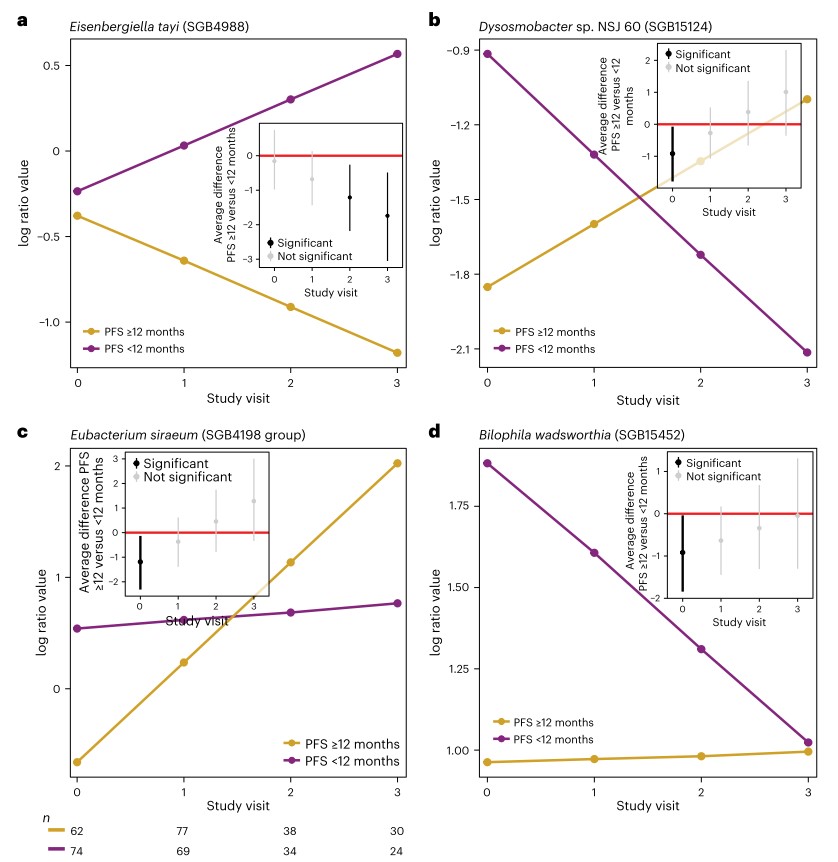 a
Eisenbergiella tayi (SGB4988)
log ratio value
0.5
0
−0.5
−1.0
0 1 2 3
Study visit
PFS ≥12 months
PFS <12 months
Average difference
PFS ≥12 versus <12 months
0
−1
−2
−3
Significant
Not significant
0 1 2 3
Study visit
b
Dysosmobacter sp. NSJ 60 (SGB15124)
log ratio value
−0.9
−1.2
−1.5
−1.8
−2.1
0 1 2 3
Study visit
PFS ≥12 months
PFS <12 months
Average difference
PFS ≥12 versus <12
months
2
1
0
−1
Significant
Not significant
0 1 2 3
Study visit
c
Eubacterium siraeum (SGB4198 group)
log ratio value
2
1
0
0 1 2 3
Study visit
PFS ≥12 months
PFS <12 months
Average difference PFS
≥12 versus <12 months
3
2
1
0
−1
−2
Significant
Not significant
0 1 2 3
Study visit
n
62 77 38 30
74 69 34 24
d
Bilophila wadsworthia (SGB15452)
log ratio value
1.75
1.50
1.25
1.00
0 1 2 3
Study visit
PFS ≥12 months
PFS <12 months
Average difference
PFS ≥12 versus <12 months
1
0
−1
−2
Significant
Not significant
0 1 2 3
Study visit